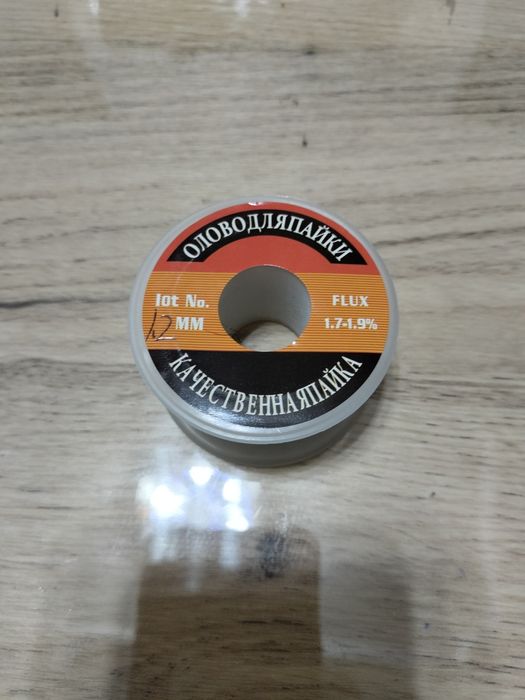 ОЛОВОДЛЯПАЙКИ
lot No.
1.2 MM
FLUX
1.7-1.9%
КАЧЕСТВЕННАЯПАЙКА